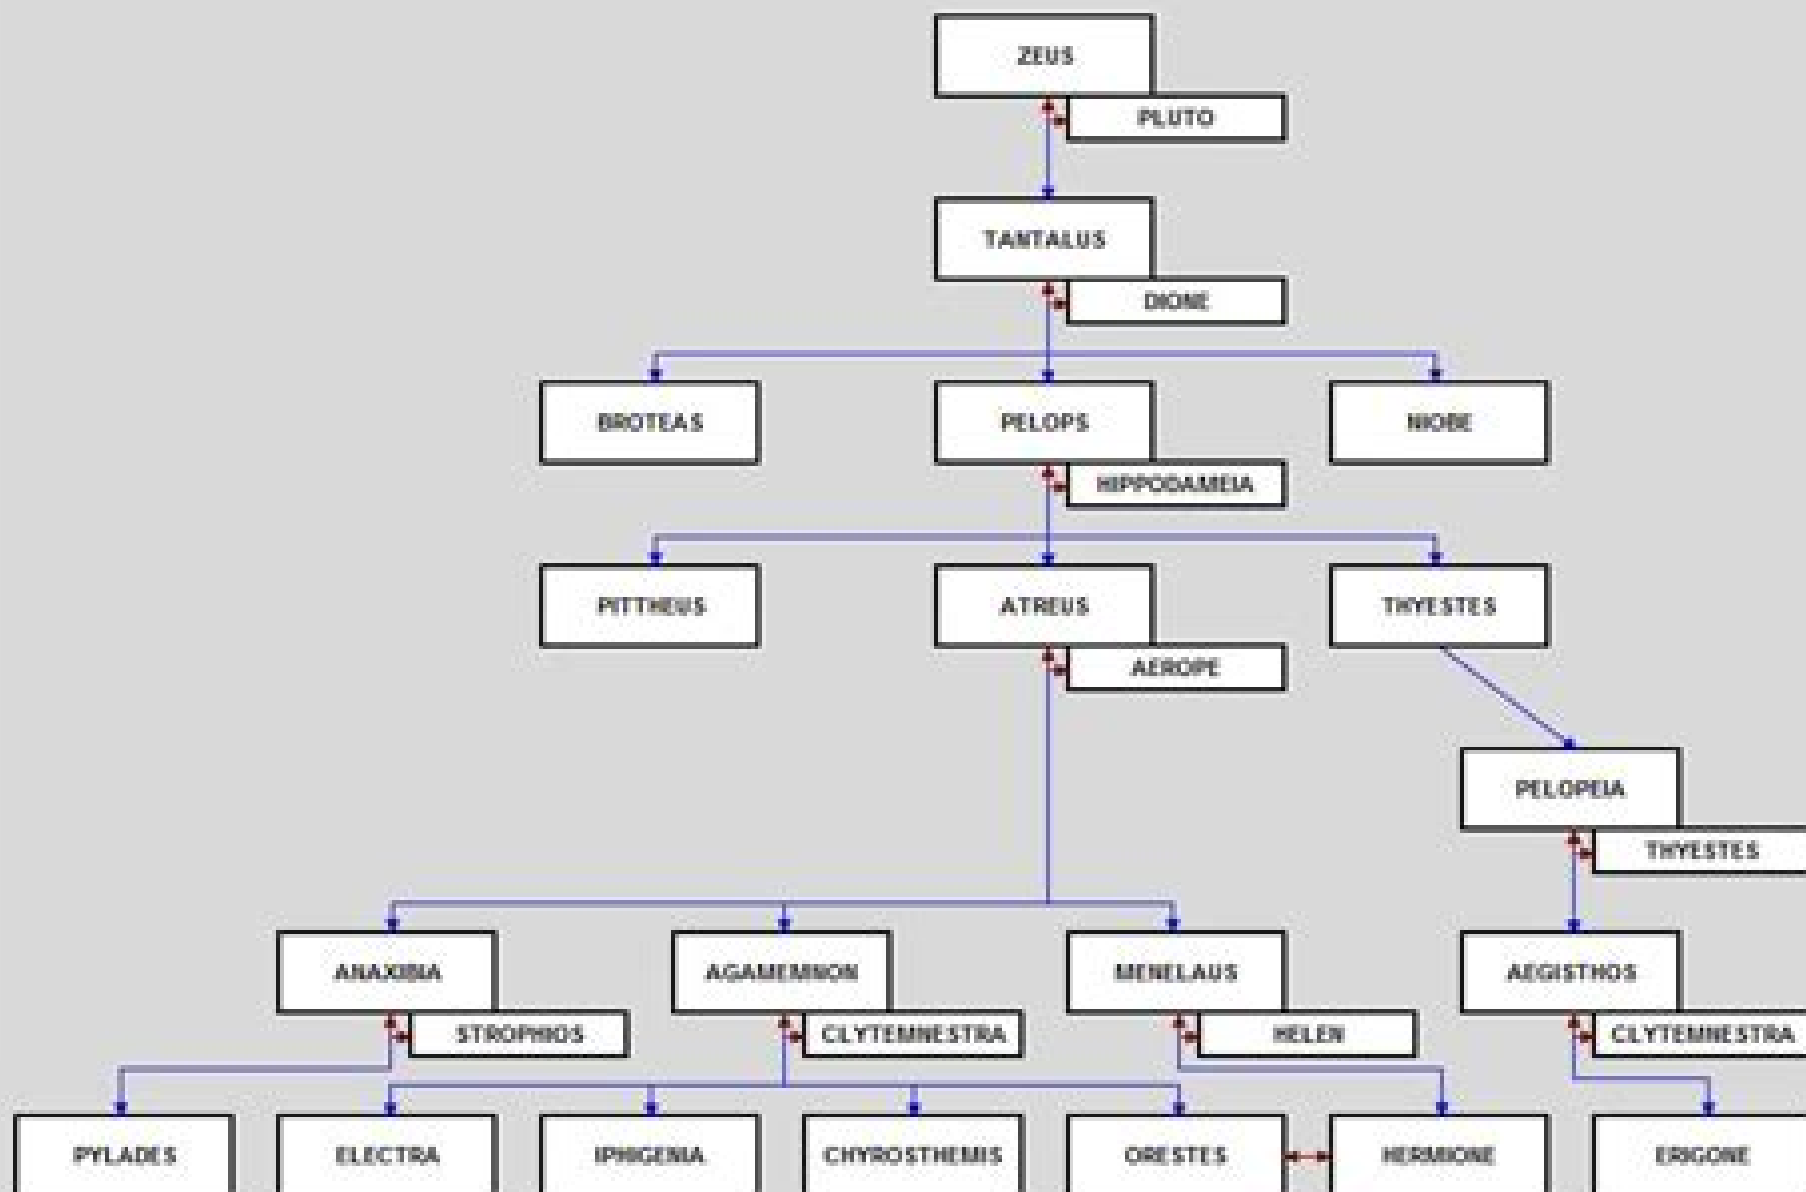 ZEUS
PLUTO
TANTALUS
DIONE
BROTEAS
PELOPS
NIOBE
HIPPODAMEIA
PITTHEUS
ATREUS
THYESTES
AEROPE
PELOPEIA
THYESTES
ANAXIBIA
AGAMEMNON
MENELAUS
AEGISTHOS
STROPHIOS
CLYTEMNESTRA
HELEN
CLYTEMNESTRA
PYLADES
ELECTRA
IPHIGENIA
CHYROSTHEMIS
ORESTES
HERMIONE
ERIGONE